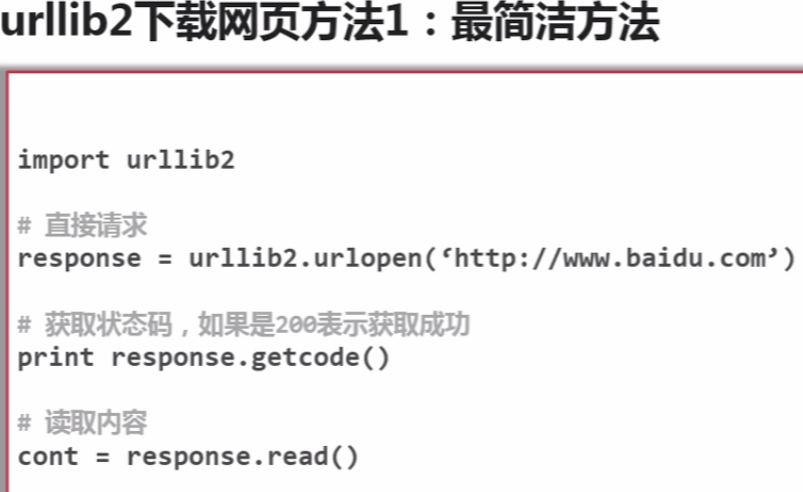 urllib2下载网页方法1：最简洁方法
import urllib2
# 直接请求
response = urllib2.urlopen(‘http://www.baidu.com’)
# 获取状态码，如果是200表示获取成功
print response.getcode()
# 读取内容
cont = response.read()